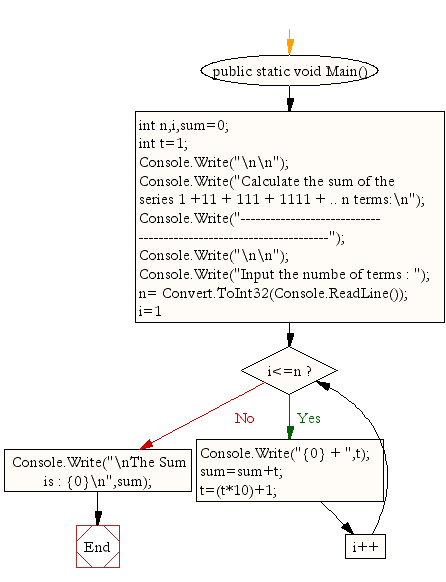 public static void Main()
int n,i,sum=0;
int t=1;
Console.Write("\n\n");
Console.Write("Calculate the sum of the
series 1 +11 + 111 + 1111 + .. n terms:\n");
Console.Write("----------------------------
--------------------------------------");
Console.Write("\n\n");
Console.Write("Input the numbe of terms : ");
n= Convert.ToInt32(Console.ReadLine());
i=1
i<=n ?
No
Yes
Console.Write("\nThe Sum
is : {0}\n",sum);
Console.Write("{0} + ",t);
sum=sum+t;
t=(t*10)+1;
End
i++